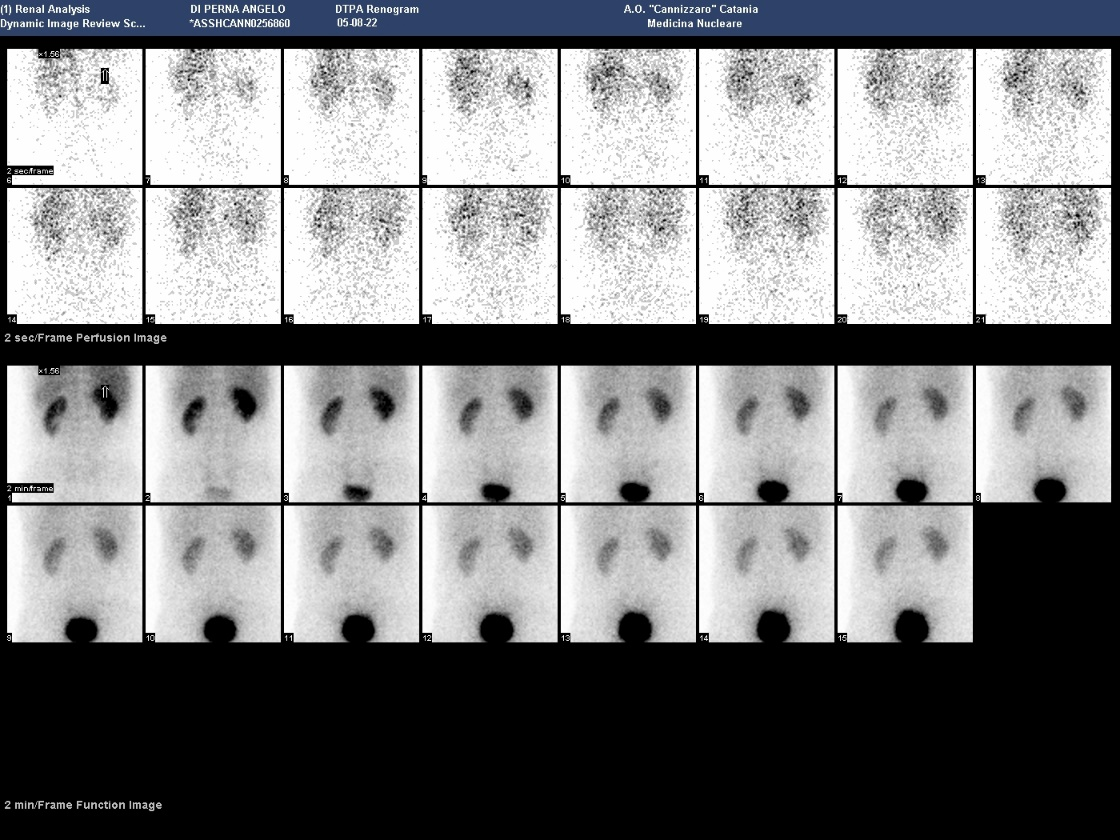 (1) Renal Analysis DI PERNA ANGELO DTPA Renogram A.O. "Cannizzaro" Catania
Dynamic Image Review Sc... *ASSHCANN0256860 05-08-22 Medicina Nucleare
×1.56
2 sec/frame
6 7 8 9 10 11 12 13
14 15 16 17 18 19 20 21
2 sec/Frame Perfusion Image
×1.56
2 min/frame
1 2 3 4 5 6 7 8
9 10 11 12 13 14 15
2 min/Frame Function Image